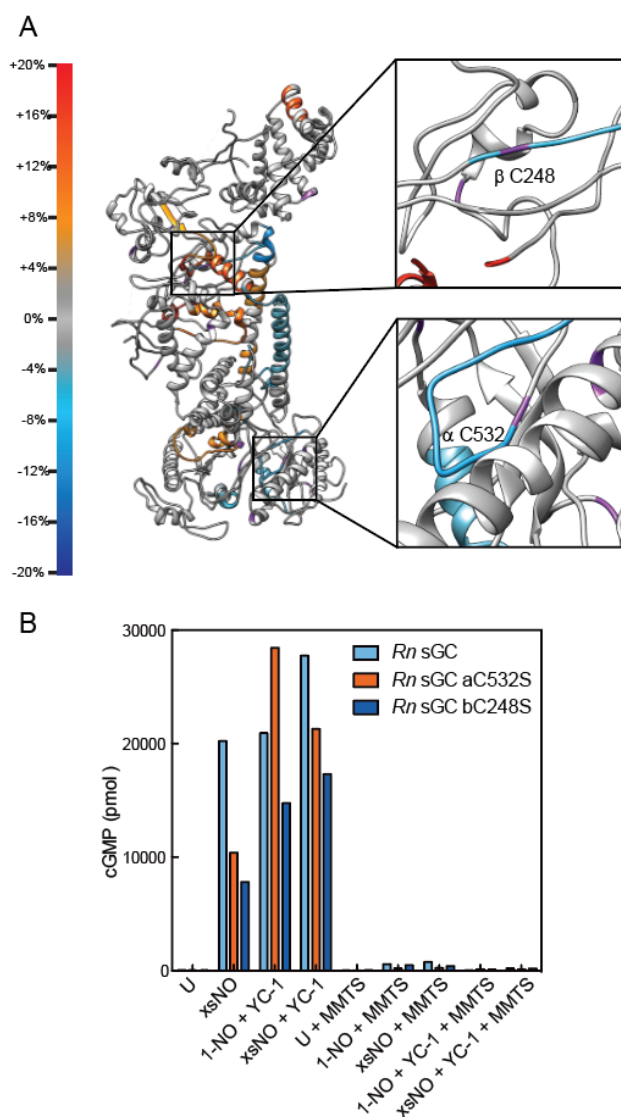 A
+20%
+16%
+12%
+8%
+4%
0%
-4%
-8%
-12%
-16%
-20%
β C248
α C532
B
30000
20000
10000
0
cGMP (pmol )
Rn sGC
Rn sGC aC532S
Rn sGC bC248S
U
xsNO
1-NO + YC-1
xsNO + YC-1
U + MMTS
1-NO + MMTS
xsNO + MMTS
1-NO + YC-1 + MMTS
xsNO + YC-1 + MMTS